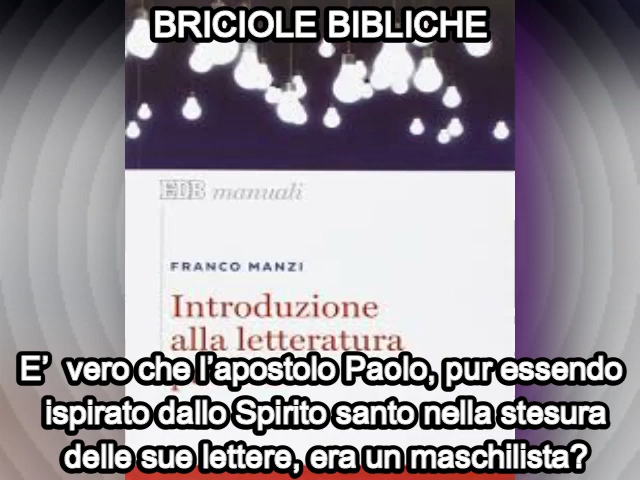 BRICIOLE BIBLICHE
EDB manuali
FRANCO MANZI
Introduzione
alla letteratura
E' vero che l'apostolo Paolo, pur essendo
ispirato dallo Spirito santo nella stesura
delle sue lettere, era un maschilista?